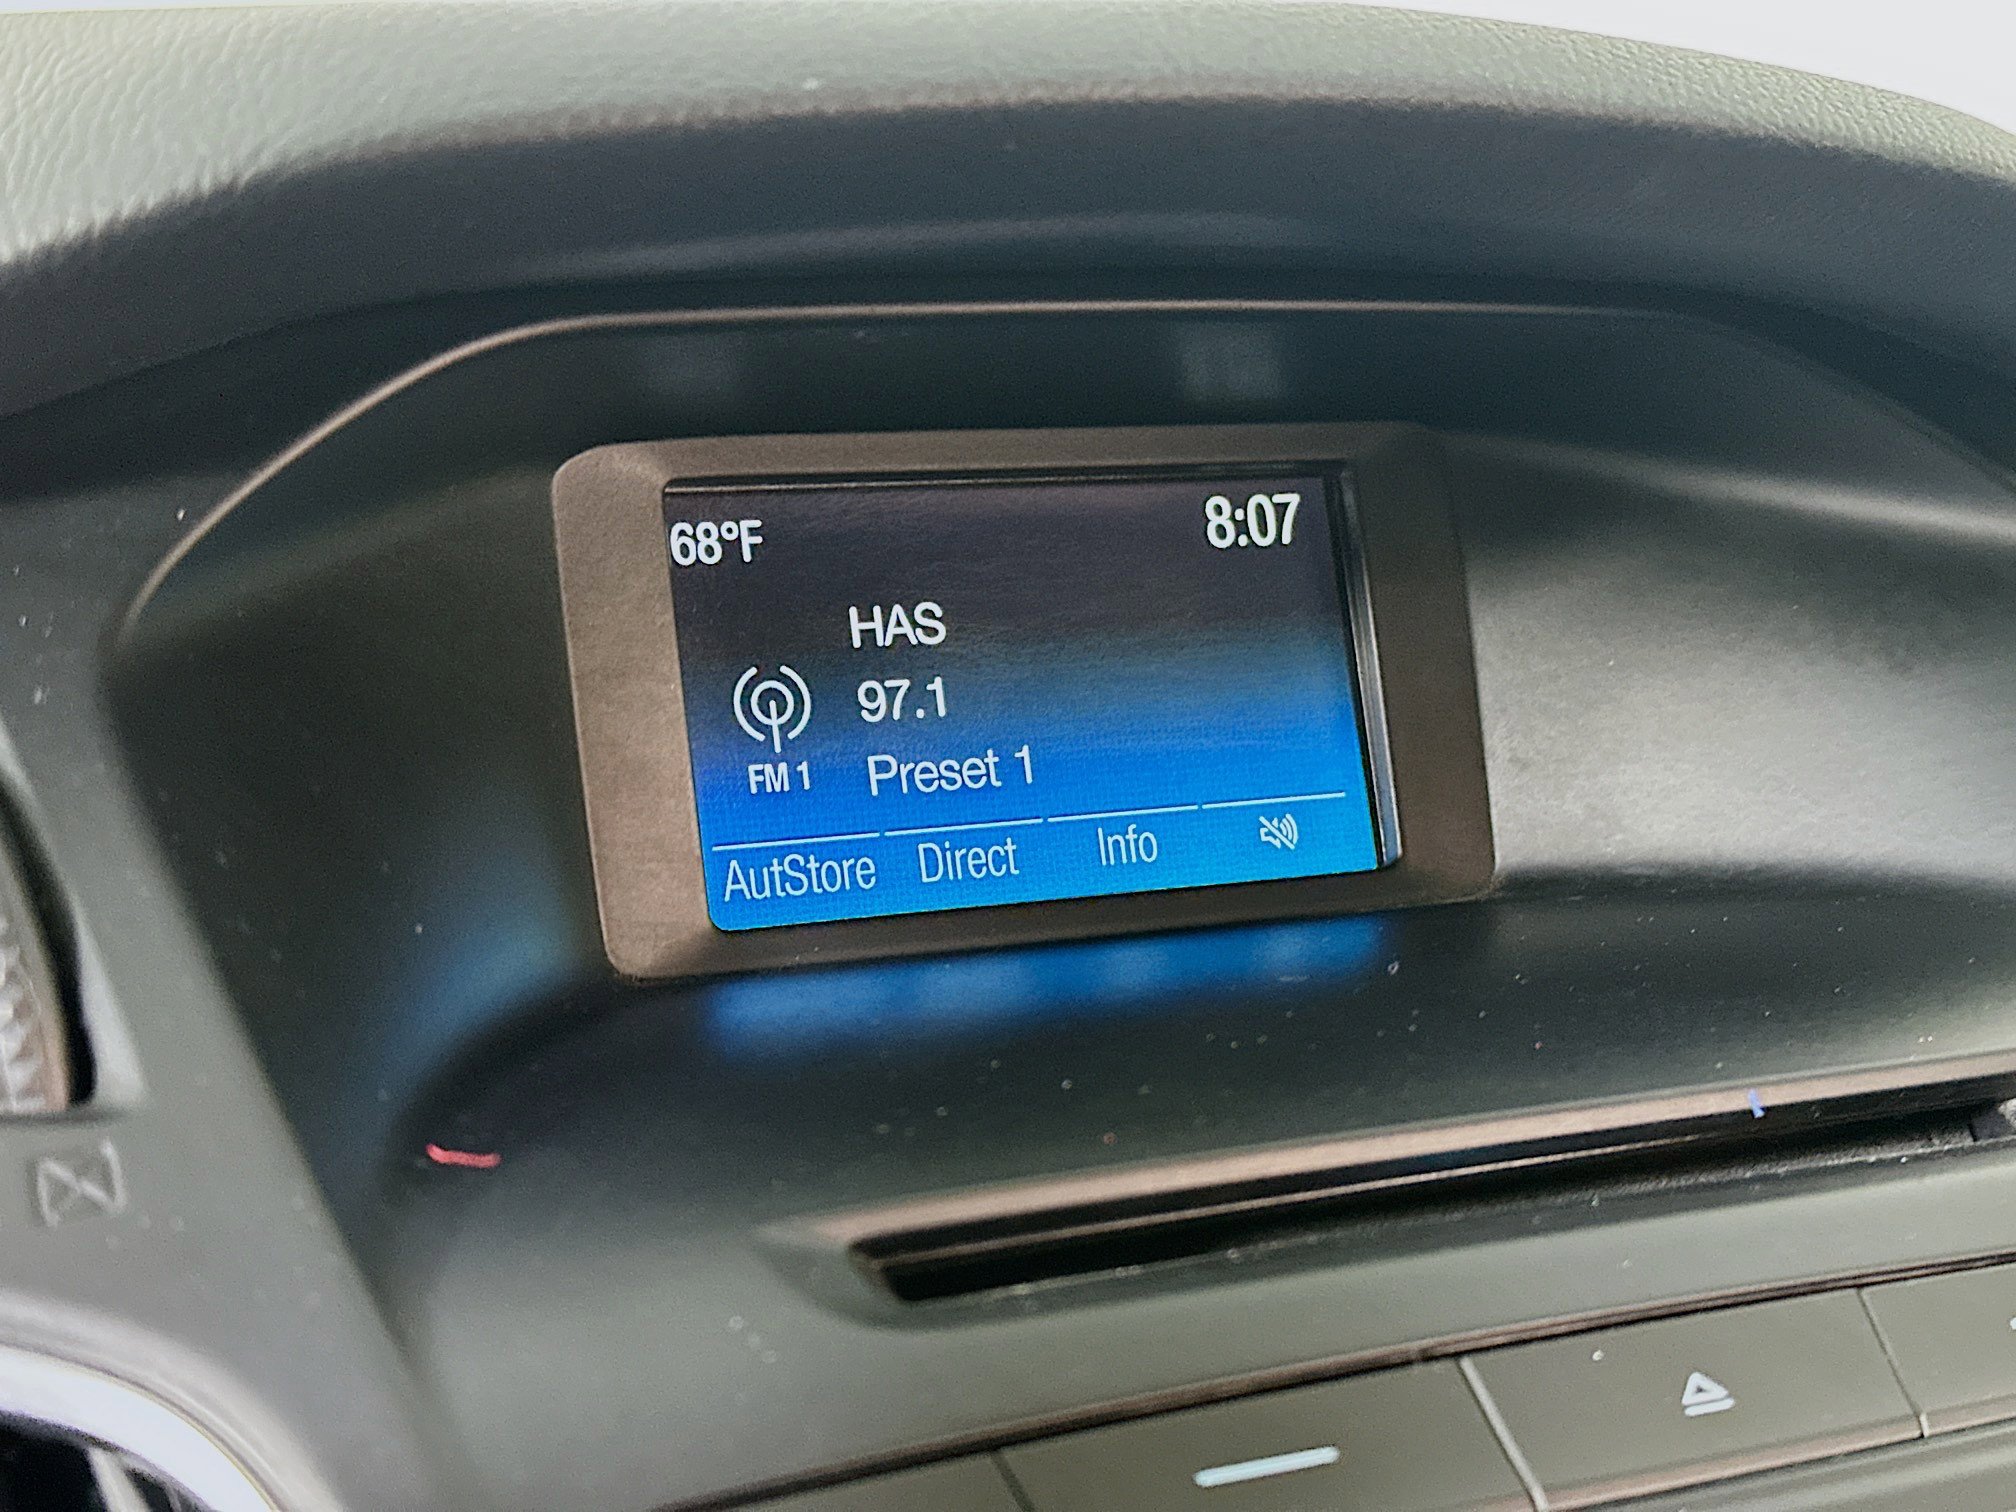 68°F 8:07
HAS
97.1
FM 1 Preset 1
AutStore Direct Info